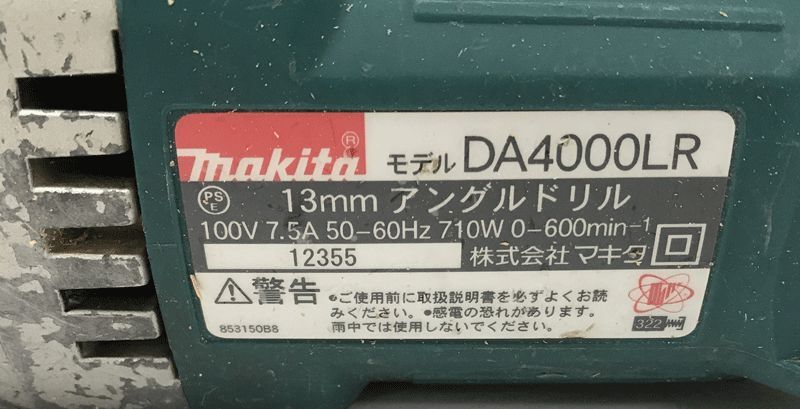 makita® モデル DA4000LR
PS E 13mm アングルドリル
100V 7.5A 50-60Hz 710W 0-600min-1
12355 株式会社 マキタ
警告 ●ご使用前に取扱説明書を必ずよくお読
みください。●感電の恐れがあります。
雨中では使用しないでください。
853150B8
322